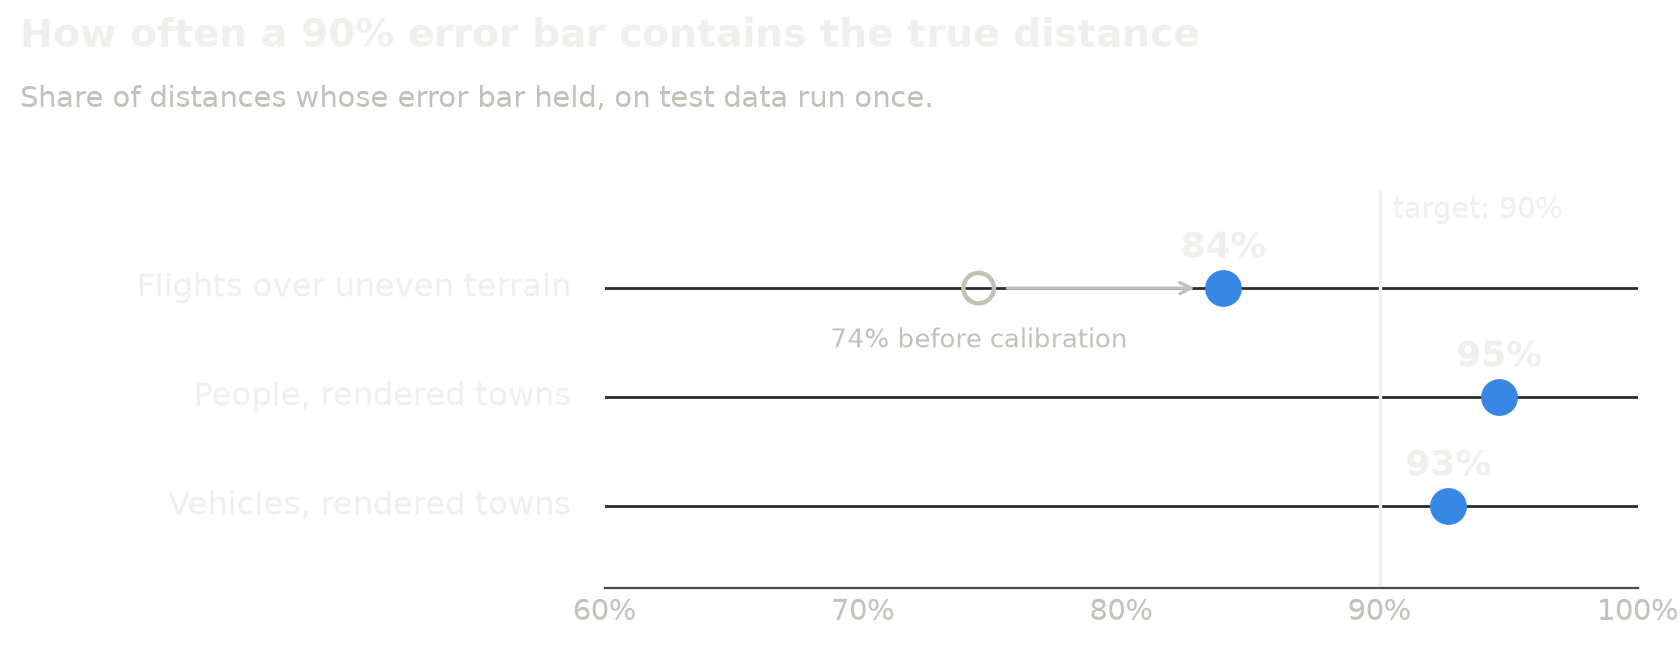 How often a 90% error bar contains the true distance
Share of distances whose error bar held, on test data run once.
target: 90%
84%
Flights over uneven terrain
74% before calibration
95%
People, rendered towns
93%
Vehicles, rendered towns
60% 70% 80% 90% 100%